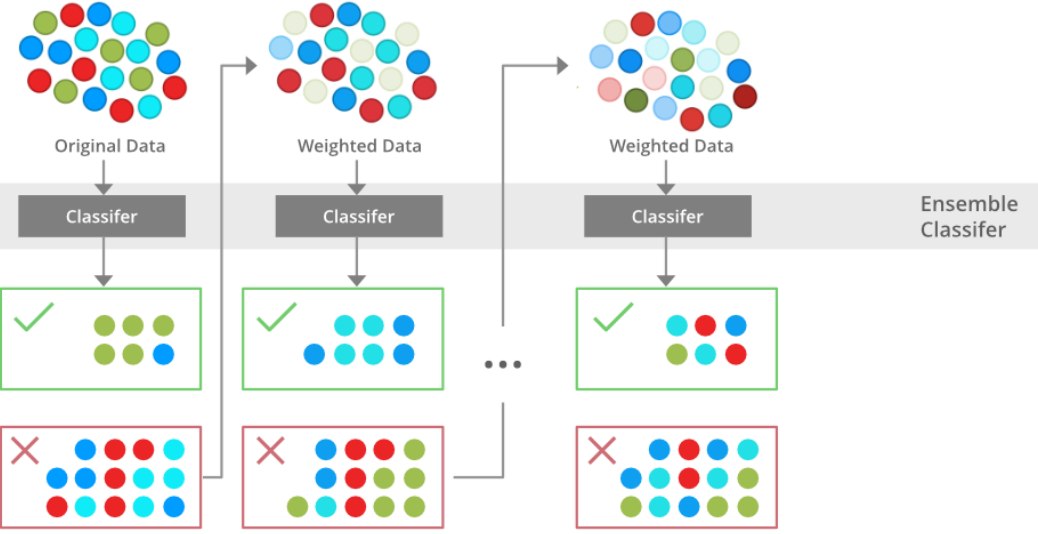 Original Data
Weighted Data
Weighted Data
Classifer
Classifer
Classifer
Ensemble
Classifer